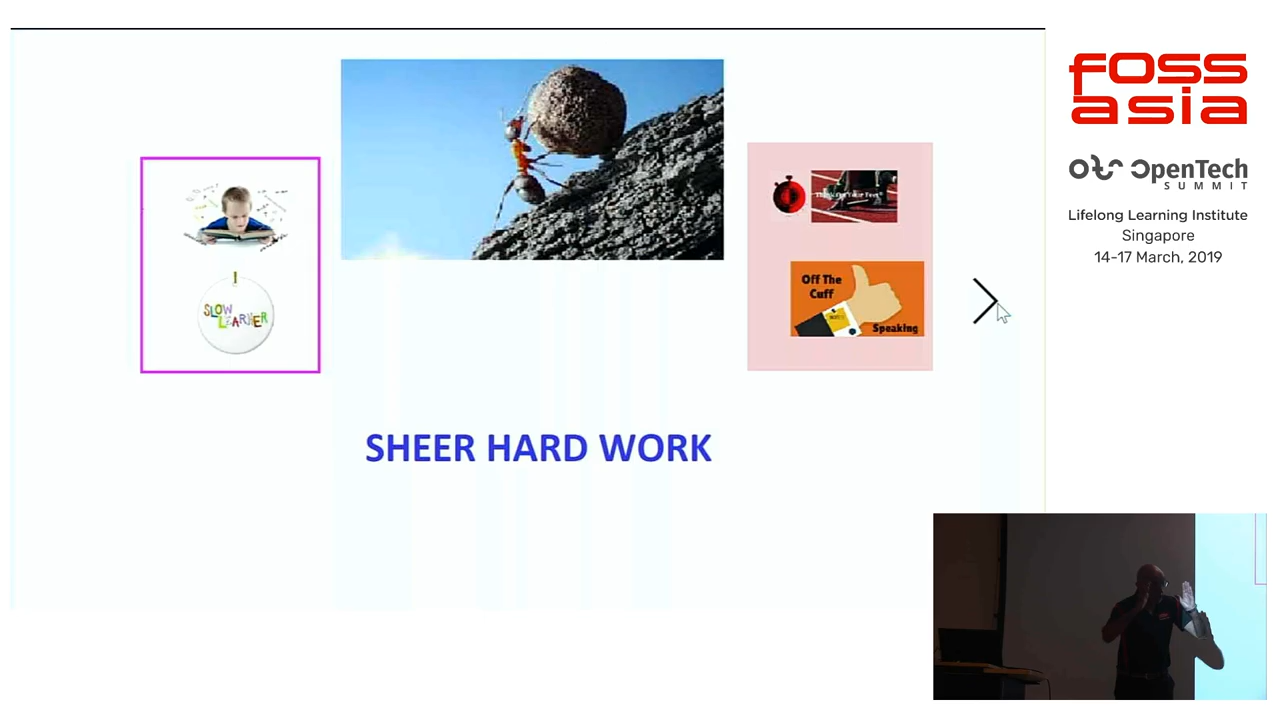 SLOW
LEARNER
Off The
Cuff
Speaking
SHEER HARD WORK
foss
asia
OpenTech
SUMMIT
Lifelong Learning Institute
Singapore
14-17 March, 2019